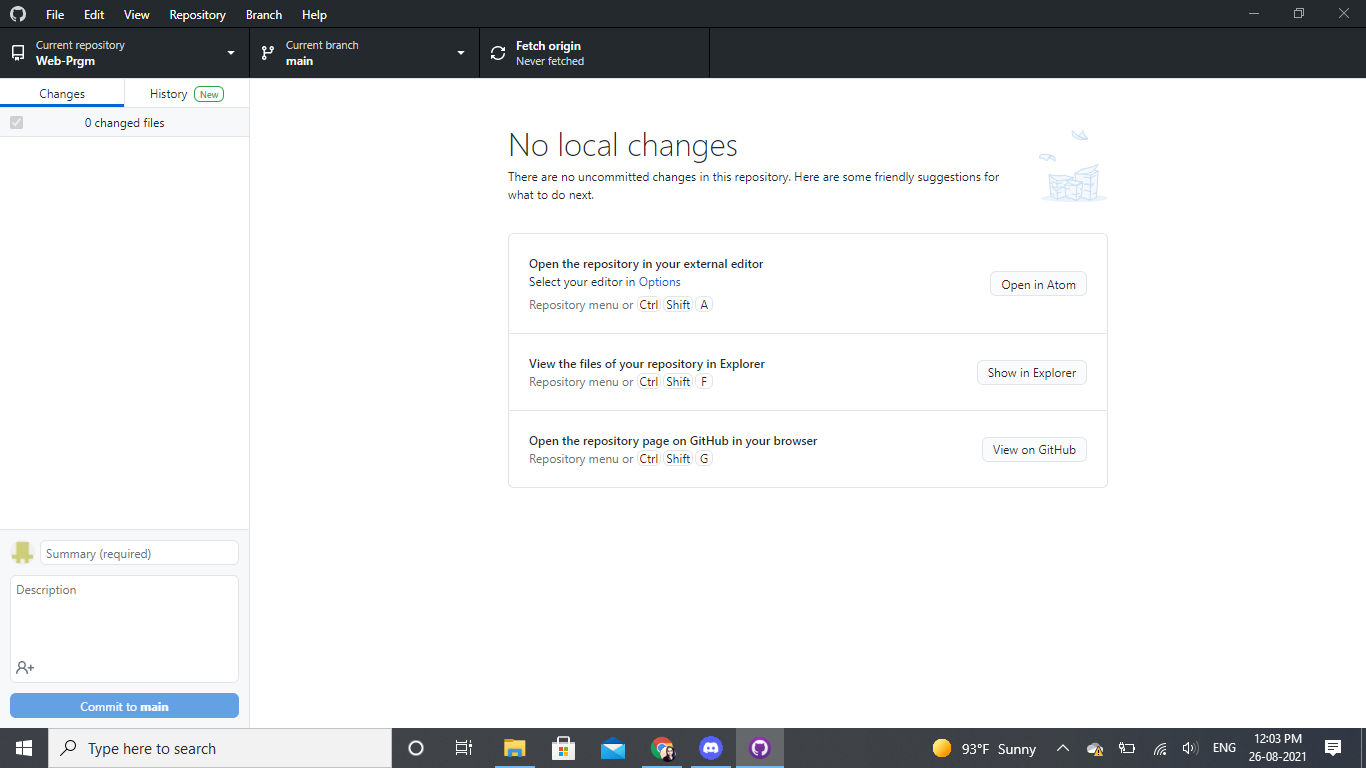 File Edit View Repository Branch Help
Current repository
Web-Prgm
Current branch
main
Fetch origin
Never fetched
Changes
History New
0 changed files
No local changes
There are no uncommitted changes in this repository. Here are some friendly suggestions for
what to do next.
Open the repository in your external editor
Select your editor in Options
Repository menu or Ctrl Shift A
Open in Atom
View the files of your repository in Explorer
Repository menu or Ctrl Shift F
Show in Explorer
Open the repository page on GitHub in your browser
Repository menu or Ctrl Shift G
View on GitHub
Summary (required)
Description
Commit to main
Type here to search
93°F Sunny
ENG
12:03 PM
26-08-2021